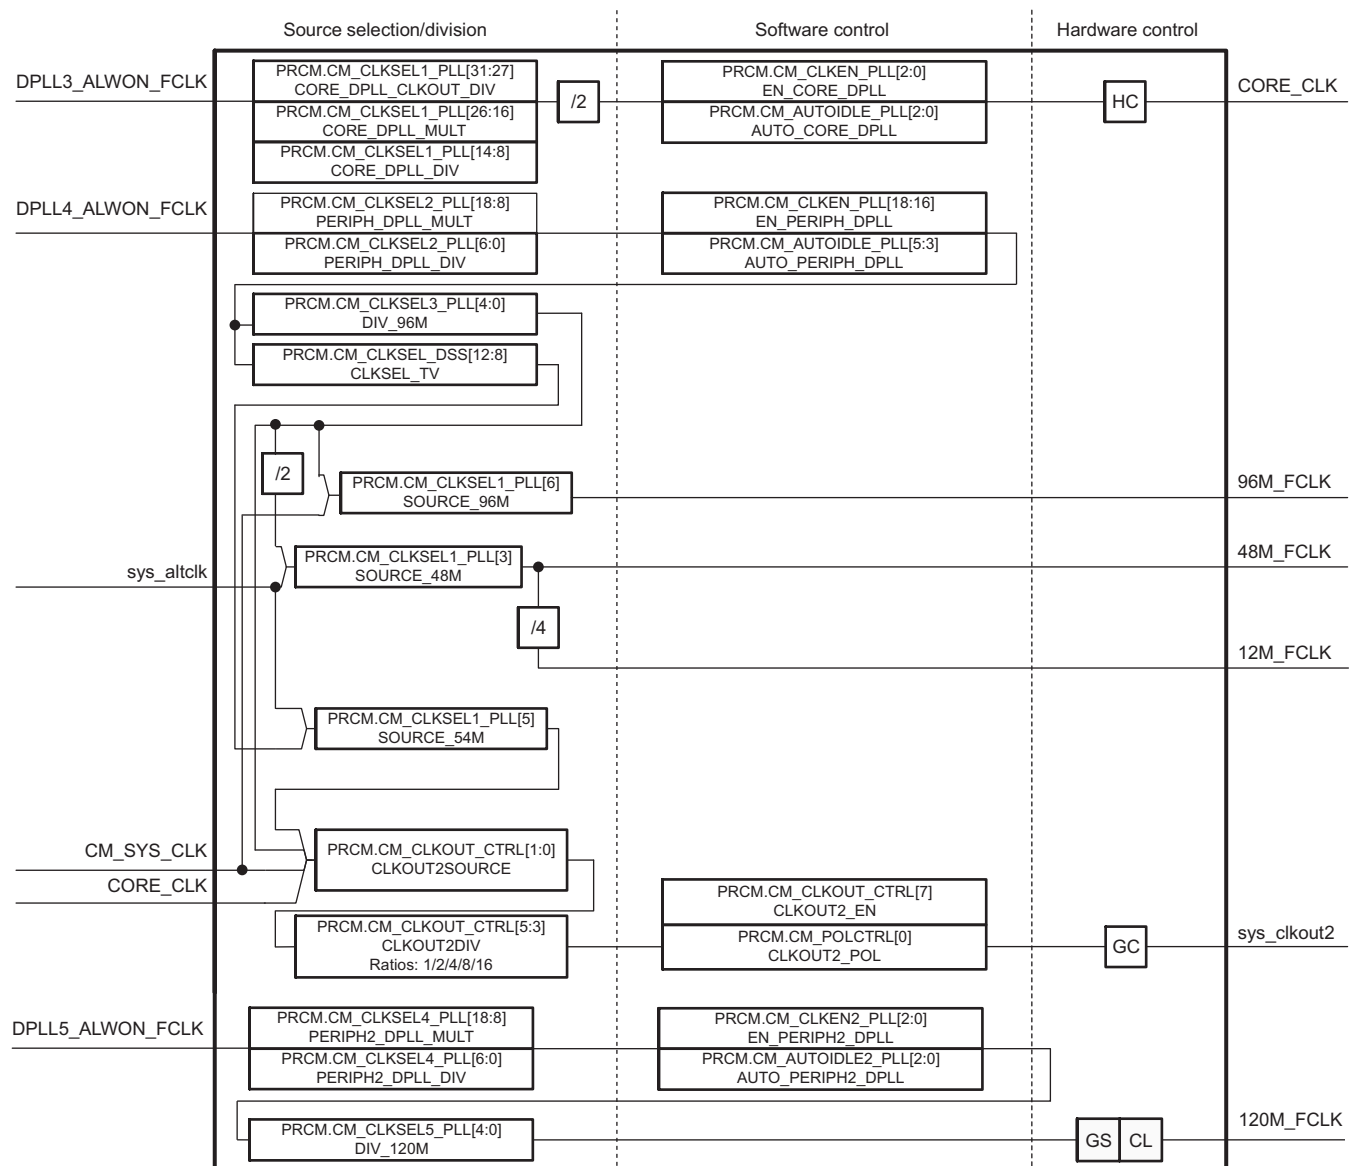 Source selection/division
Software control
Hardware control
DPLL3_ALWON_FCLK
PRCM.CM_CLKSEL1_PLL[31:27]
CORE_DPLL_CLKOUT_DIV
PRCM.CM_CLKSEL1_PLL[26:16]
CORE_DPLL_MULT
PRCM.CM_CLKSEL1_PLL[14:8]
CORE_DPLL_DIV
/2
PRCM.CM_CLKEN_PLL[2:0]
EN_CORE_DPLL
PRCM.CM_AUTOIDLE_PLL[2:0]
AUTO_CORE_DPLL
HC
CORE_CLK
DPLL4_ALWON_FCLK
PRCM.CM_CLKSEL2_PLL[18:8]
PERIPH_DPLL_MULT
PRCM.CM_CLKSEL2_PLL[6:0]
PERIPH_DPLL_DIV
PRCM.CM_CLKEN_PLL[18:16]
EN_PERIPH_DPLL
PRCM.CM_AUTOIDLE_PLL[5:3]
AUTO_PERIPH_DPLL
PRCM.CM_CLKSEL3_PLL[4:0]
DIV_96M
PRCM.CM_CLKSEL_DSS[12:8]
CLKSEL_TV
/2
PRCM.CM_CLKSEL1_PLL[6]
SOURCE_96M
96M_FCLK
sys_altclk
PRCM.CM_CLKSEL1_PLL[3]
SOURCE_48M
48M_FCLK
/4
12M_FCLK
PRCM.CM_CLKSEL1_PLL[5]
SOURCE_54M
CM_SYS_CLK
CORE_CLK
PRCM.CM_CLKOUT_CTRL[1:0]
CLKOUT2SOURCE
PRCM.CM_CLKOUT_CTRL[5:3]
CLKOUT2DIV
Ratios: 1/2/4/8/16
PRCM.CM_CLKOUT_CTRL[7]
CLKOUT2_EN
PRCM.CM_POLCTRL[0]
CLKOUT2_POL
GC
sys_clkout2
DPLL5_ALWON_FCLK
PRCM.CM_CLKSEL4_PLL[18:8]
PERIPH2_DPLL_MULT
PRCM.CM_CLKSEL4_PLL[6:0]
PERIPH2_DPLL_DIV
PRCM.CM_CLKEN2_PLL[2:0]
EN_PERIPH2_DPLL
PRCM.CM_AUTOIDLE2_PLL[2:0]
AUTO_PERIPH2_DPLL
PRCM.CM_CLKSEL5_PLL[4:0]
DIV_120M
GS
CL
120M_FCLK